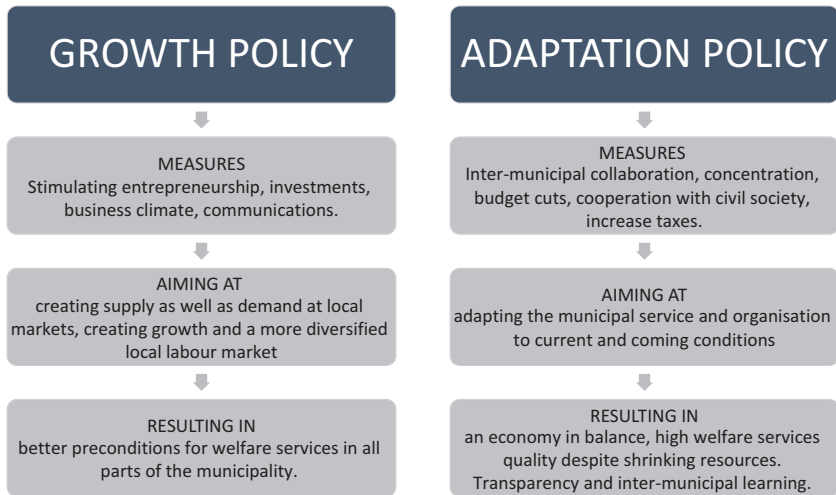 GROWTH POLICY
MEASURES
Stimulating entrepreneurship, investments,
business climate, communications.
AIMING AT
creating supply as well as demand at local
markets, creating growth and a more diversified
local labour market
RESULTING IN
better preconditions for welfare services in all
parts of the municipality.
ADAPTATION POLICY
MEASURES
Inter-municipal collaboration, concentration,
budget cuts, cooperation with civil society,
increase taxes.
AIMING AT
adapting the municipal service and organisation
to current and coming conditions
RESULTING IN
an economy in balance, high welfare services
quality despite shrinking resources.
Transparency and inter-municipal learning.